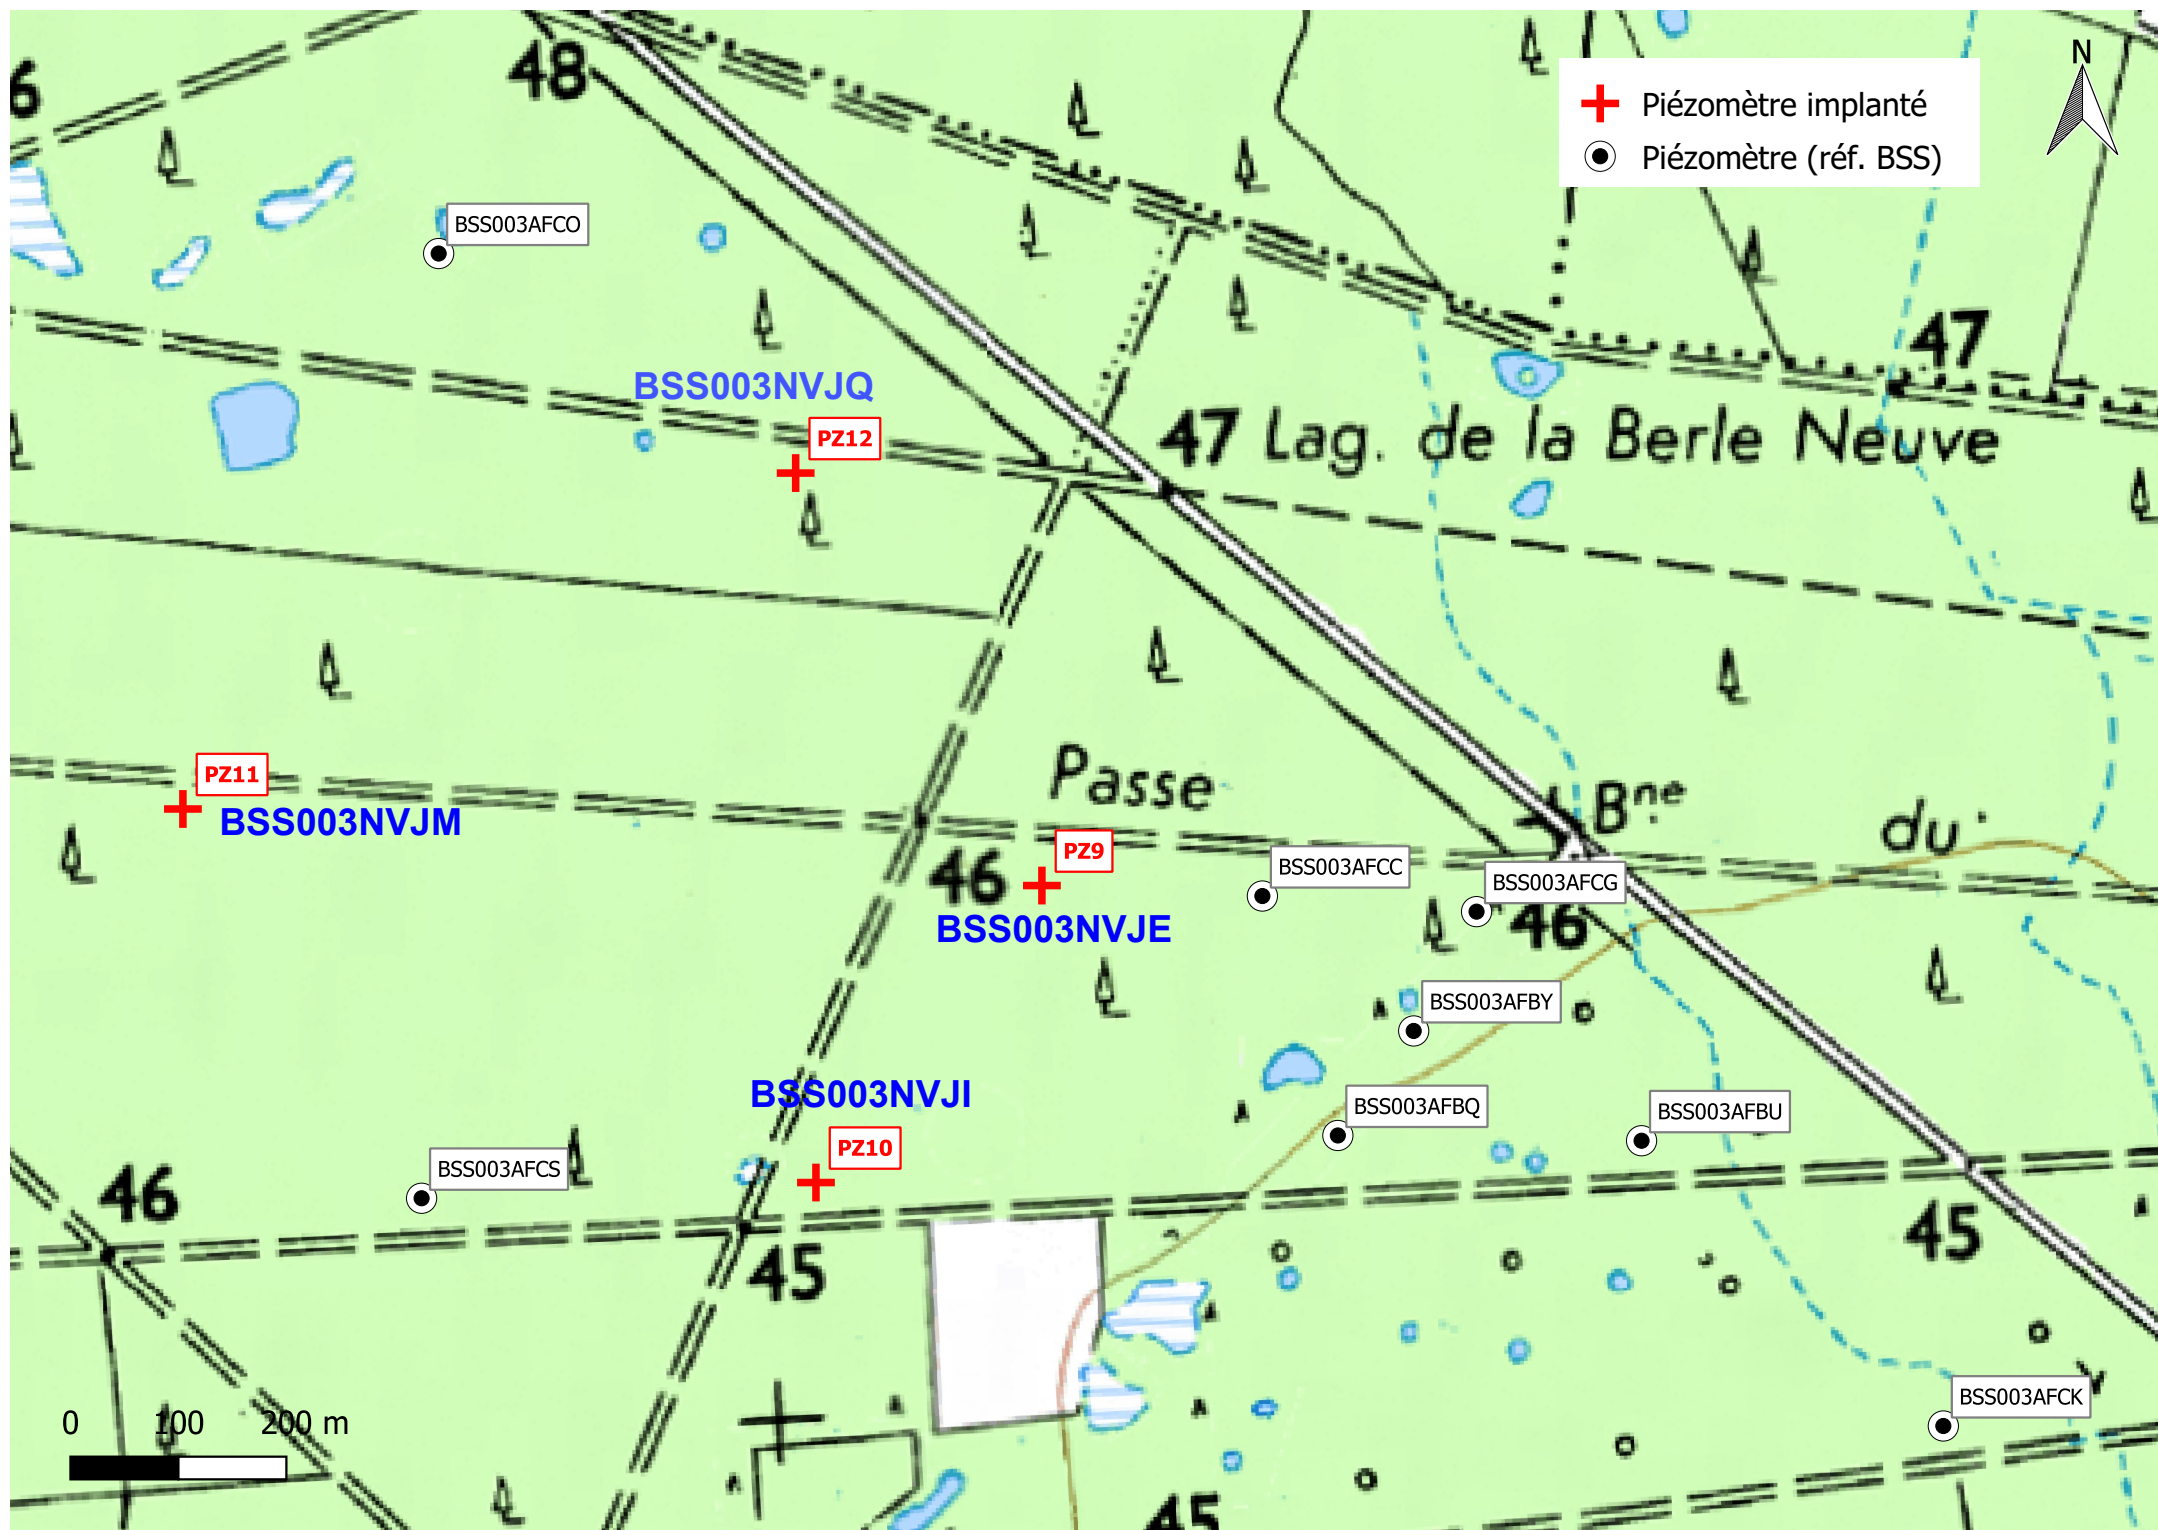 48
6
N
Piézomètre implanté
Piézomètre (réf. BSS)
BSS003AFCO
47
BSS003NVJQ
PZ12
47 Lag. de la Berle Neuve
PZ11
BSS003NVJM
Passe
Bne
du
PZ9
46
BSS003NVJE
BSS003AFCC
BSS003AFCG
46
BSS003AFBY
BSS003NVJI
BSS003AFBQ
BSS003AFBU
PZ10
BSS003AFCS
46
45
45
BSS003AFCK
0 100 200 m
45